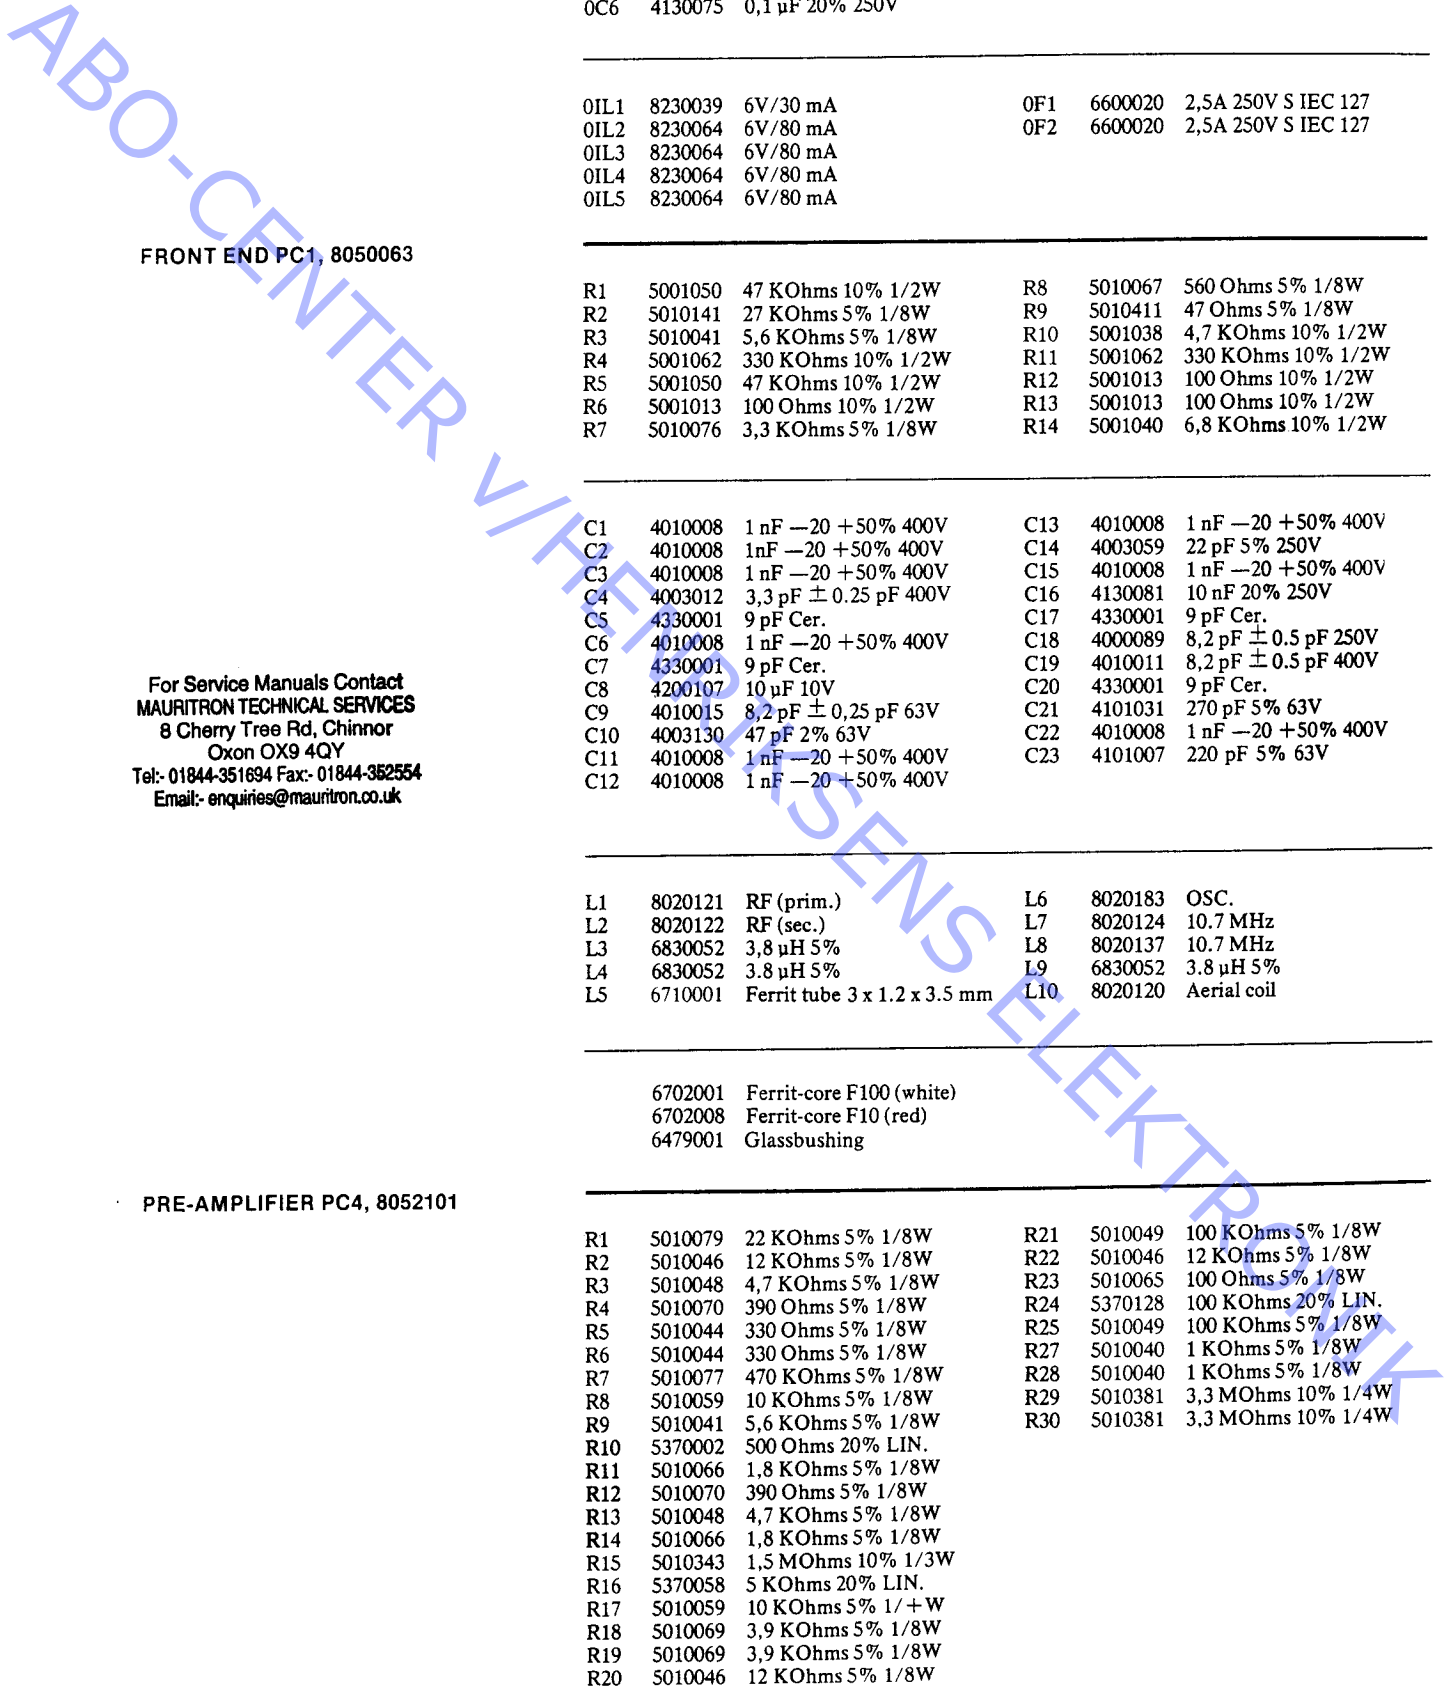 0C6 4130075 0,1 µF 20% 250V
0IL1 8230039 6V/30 mA
0IL2 8230064 6V/80 mA
0IL3 8230064 6V/80 mA
0IL4 8230064 6V/80 mA
0IL5 8230064 6V/80 mA
0F1 6600020 2,5A 250V S IEC 127
0F2 6600020 2,5A 250V S IEC 127
FRONT END PC1, 8050063
R1 5001050 47 KOhms 10% 1/2W
R2 5010141 27 KOhms 5% 1/8W
R3 5010041 5,6 KOhms 5% 1/8W
R4 5001062 330 KOhms 10% 1/2W
R5 5001050 47 KOhms 10% 1/2W
R6 5001013 100 Ohms 10% 1/2W
R7 5010076 3,3 KOhms 5% 1/8W
R8 5010067 560 Ohms 5% 1/8W
R9 5010411 47 Ohms 5% 1/8W
R10 5001038 4,7 KOhms 10% 1/2W
R11 5001062 330 KOhms 10% 1/2W
R12 5001013 100 Ohms 10% 1/2W
R13 5001013 100 Ohms 10% 1/2W
R14 5001040 6,8 KOhms 10% 1/2W
C1 4010008 1 nF —20 +50% 400V
C2 4010008 1nF —20 +50% 400V
C3 4010008 1 nF —20 +50% 400V
C4 4003012 3,3 pF ± 0.25 pF 400V
C5 4330001 9 pF Cer.
C6 4010008 1 nF —20 +50% 400V
C7 4330001 9 pF Cer.
C8 4200107 10 µF 10V
C9 4010015 8,2 pF ± 0,25 pF 63V
C10 4003130 47 pF 2% 63V
C11 4010008 1 nF —20 +50% 400V
C12 4010008 1 nF —20 +50% 400V
C13 4010008 1 nF —20 +50% 400V
C14 4003059 22 pF 5% 250V
C15 4010008 1 nF —20 +50% 400V
C16 4130081 10 nF 20% 250V
C17 4330001 9 pF Cer.
C18 4000089 8,2 pF ± 0.5 pF 250V
C19 4010011 8,2 pF ± 0.5 pF 400V
C20 4330001 9 pF Cer.
C21 4101031 270 pF 5% 63V
C22 4010008 1 nF —20 +50% 400V
C23 4101007 220 pF 5% 63V
For Service Manuals Contact
MAURITRON TECHNICAL SERVICES
8 Cherry Tree Rd, Chinnor
Oxon OX9 4QY
Tel:- 01844-351694 Fax:- 01844-352554
Email:- enquiries@mauritron.co.uk
L1 8020121 RF (prim.)
L2 8020122 RF (sec.)
L3 6830052 3,8 µH 5%
L4 6830052 3.8 µH 5%
L5 6710001 Ferrit tube 3 x 1.2 x 3.5 mm
L6 8020183 OSC.
L7 8020124 10.7 MHz
L8 8020137 10.7 MHz
L9 6830052 3.8 µH 5%
L10 8020120 Aerial coil
6702001 Ferrit-core F100 (white)
6702008 Ferrit-core F10 (red)
6479001 Glassbushing
PRE-AMPLIFIER PC4, 8052101
R1 5010079 22 KOhms 5% 1/8W
R2 5010046 12 KOhms 5% 1/8W
R3 5010048 4,7 KOhms 5% 1/8W
R4 5010070 390 Ohms 5% 1/8W
R5 5010044 330 Ohms 5% 1/8W
R6 5010044 330 Ohms 5% 1/8W
R7 5010077 470 KOhms 5% 1/8W
R8 5010059 10 KOhms 5% 1/8W
R9 5010041 5,6 KOhms 5% 1/8W
R10 5370002 500 Ohms 20% LIN.
R11 5010066 1,8 KOhms 5% 1/8W
R12 5010070 390 Ohms 5% 1/8W
R13 5010048 4,7 KOhms 5% 1/8W
R14 5010066 1,8 KOhms 5% 1/8W
R15 5010343 1,5 MOhms 10% 1/3W
R16 5370058 5 KOhms 20% LIN.
R17 5010059 10 KOhms 5% 1/+W
R18 5010069 3,9 KOhms 5% 1/8W
R19 5010069 3,9 KOhms 5% 1/8W
R20 5010046 12 KOhms 5% 1/8W
R21 5010049 100 KOhms 5% 1/8W
R22 5010046 12 KOhms 5% 1/8W
R23 5010065 100 Ohms 5% 1/8W
R24 5370128 100 KOhms 20% LIN.
R25 5010049 100 KOhms 5% 1/8W
R27 5010040 1 KOhms 5% 1/8W
R28 5010040 1 KOhms 5% 1/8W
R29 5010381 3,3 MOhms 10% 1/4W
R30 5010381 3,3 MOhms 10% 1/4W
ABO-CENTER v/HENRIKSENS ELEKTRONIK